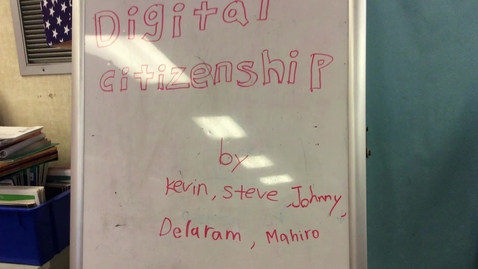 Digital
citizenship
by
kevin, steve, Johnny,
Delaram, Mahiro